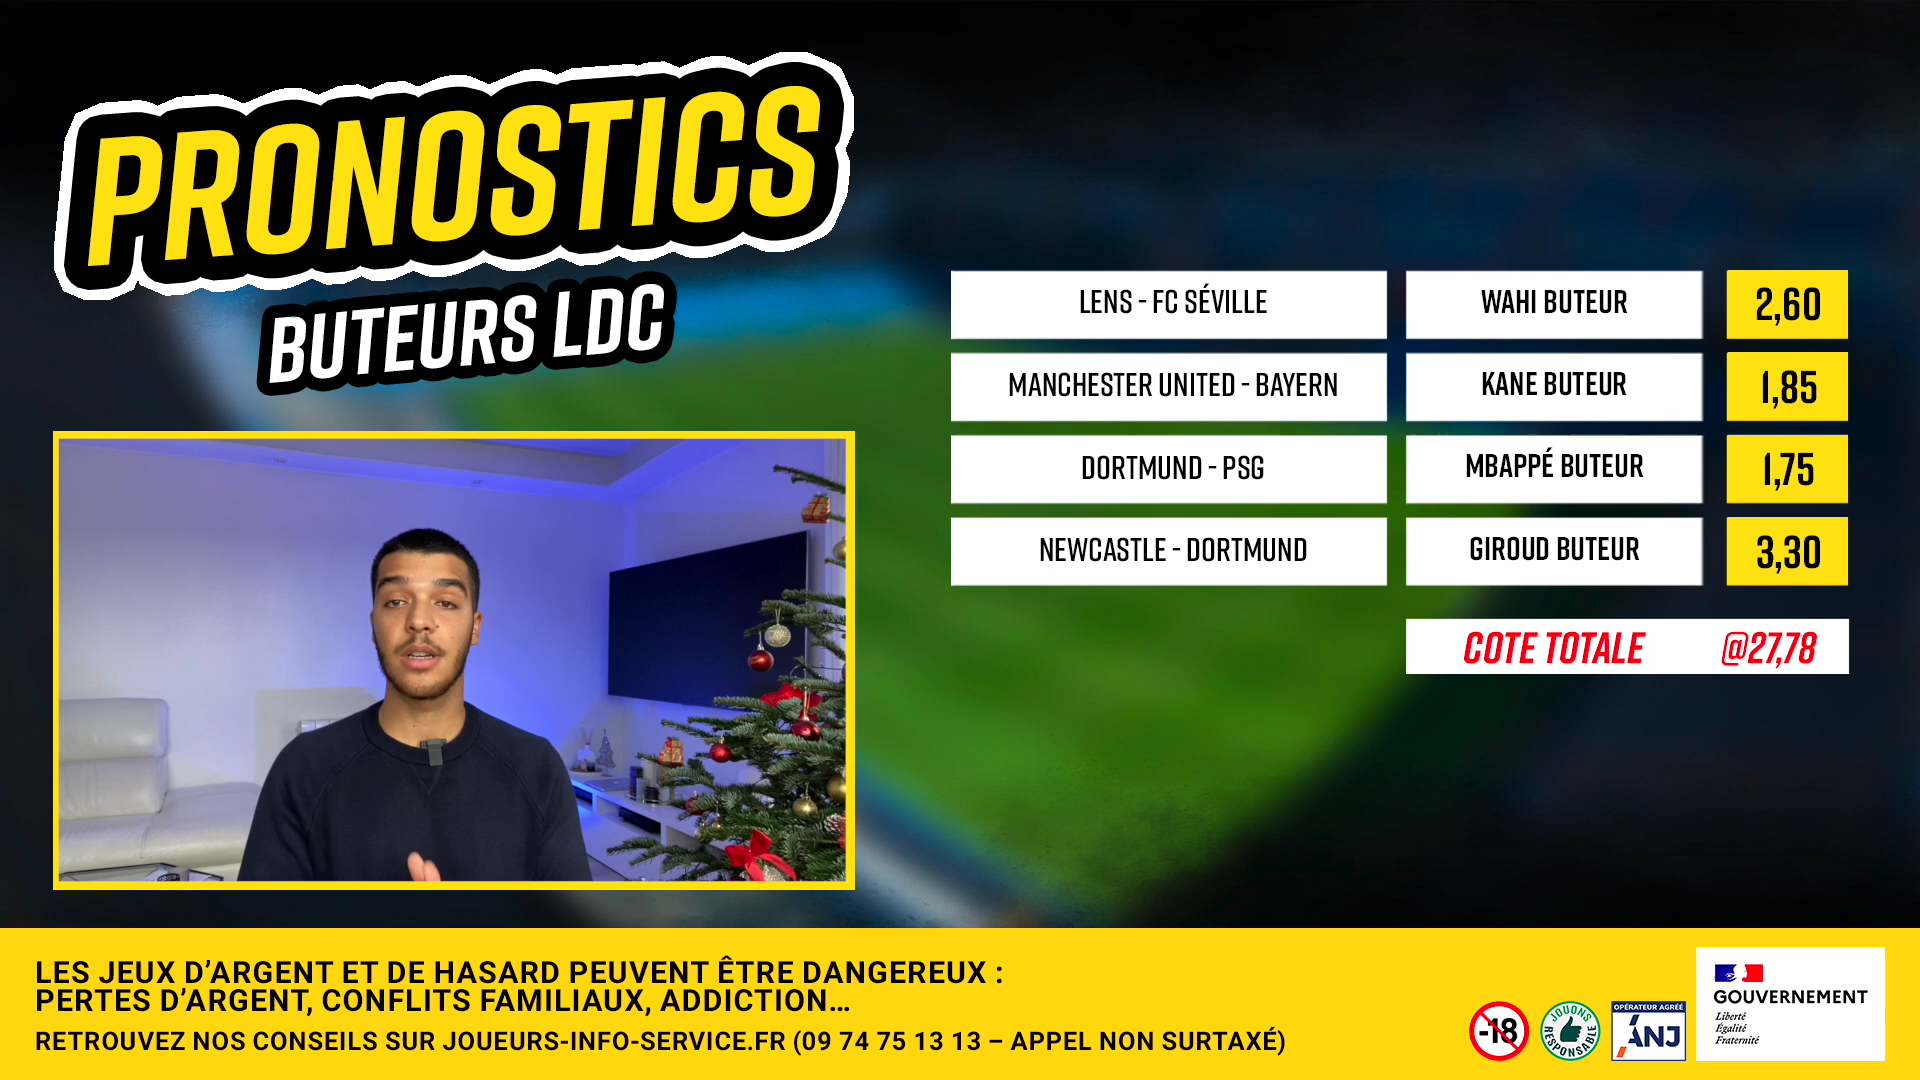 PRONOSTICS
BUTEURS LDC
LENS - FC SÉVILLE WAHI BUTEUR 2,60
MANCHESTER UNITED - BAYERN KANE BUTEUR 1,85
DORTMUND - PSG MBAPPÉ BUTEUR 1,75
NEWCASTLE - DORTMUND GIROUD BUTEUR 3,30
COTE TOTALE @27,78
LES JEUX D'ARGENT ET DE HASARD PEUVENT ÊTRE DANGEREUX :
PERTES D'ARGENT, CONFLITS FAMILIAUX, ADDICTION...
RETROUVEZ NOS CONSEILS SUR JOUEURS-INFO-SERVICE.FR (09 74 75 13 13 – APPEL NON SURTAXÉ)
-18
JOUONS RESPONSABLE
OPÉRATEUR AGRÉÉ
ANJ
GOUVERNEMENT
Liberté
Égalité
Fraternité